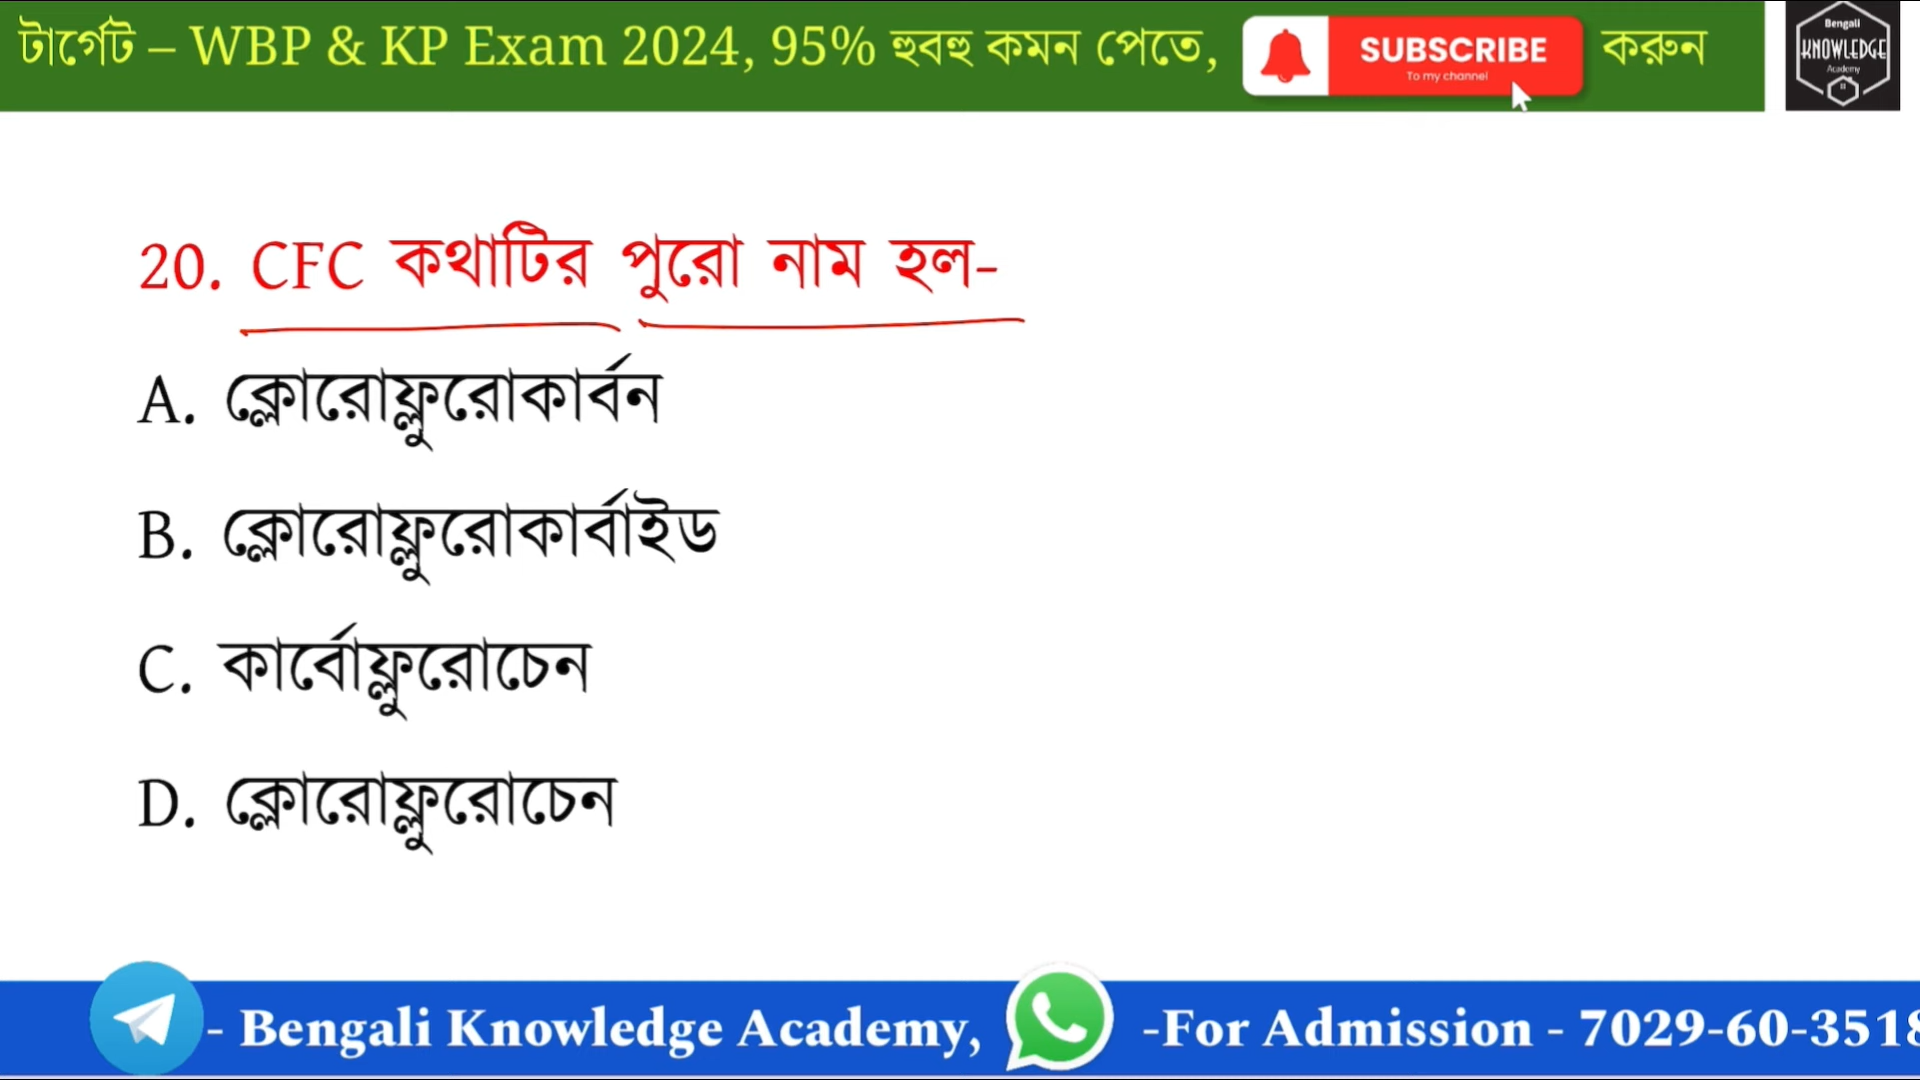 টার্গেট – WBP & KP Exam 2024, 95% হুবহু কমন পেতে, SUBSCRIBE করুন
To my channel
Bengali
KNOWLEDGE
Academy
20. CFC কথাটির পুরো নাম হল-
A. ক্লোরোফ্লুরোকার্বন
B. ক্লোরোফ্লুরোকার্বাইড
C. কার্বোফ্লুরোচেন
D. ক্লোরোফ্লুরোচেন
- Bengali Knowledge Academy, -For Admission - 7029-60-3518